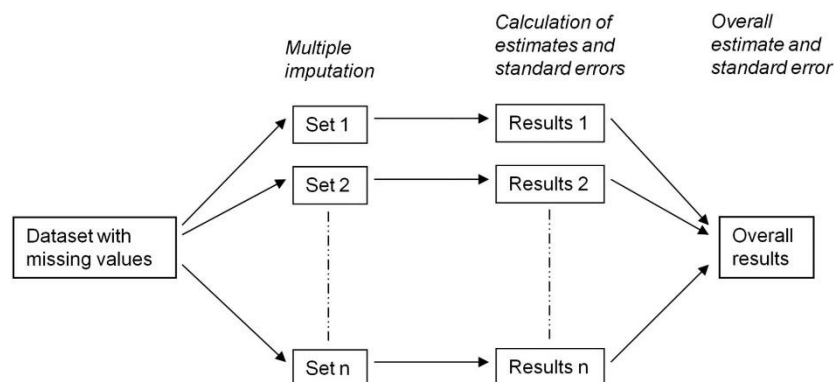 Multiple
imputation
Calculation of
estimates and
standard errors
Overall
estimate and
standard error
Set 1
Results 1
Set 2
Results 2
Dataset with
missing values
Overall
results
Set n
Results n